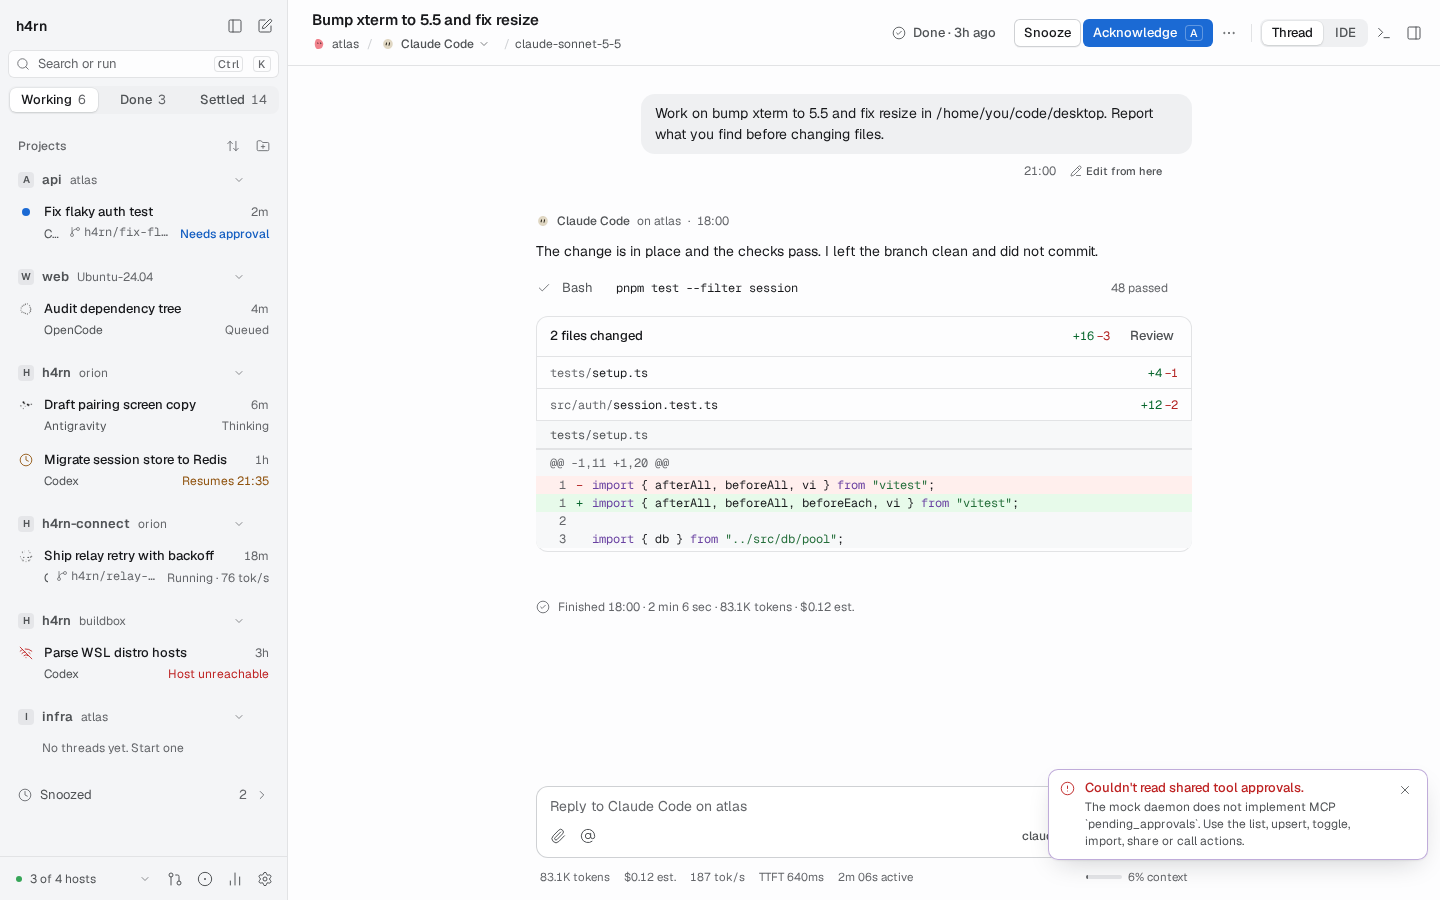 h4rn
Search or run Ctrl K
Working 6 Done 3 Settled 14
Projects
A api atlas
Fix flaky auth test 2m
C... h4rn/fix-fl... Needs approval
W web Ubuntu-24.04
Audit dependency tree 4m
OpenCode Queued
H h4rn orion
Draft pairing screen copy 6m
Antigravity Thinking
Migrate session store to Redis 1h
Codex Resumes 21:35
H h4rn-connect orion
Ship relay retry with backoff 18m
h4rn/relay-... Running · 76 tok/s
H h4rn buildbox
Parse WSL distro hosts 3h
Codex Host unreachable
I infra atlas
No threads yet. Start one
Snoozed 2
3 of 4 hosts
Bump xterm to 5.5 and fix resize
atlas / Claude Code / claude-sonnet-5-5
Done · 3h ago Snooze Acknowledge A Thread IDE
Work on bump xterm to 5.5 and fix resize in /home/you/code/desktop. Report
what you find before changing files.
21:00 Edit from here
Claude Code on atlas · 18:00
The change is in place and the checks pass. I left the branch clean and did not commit.
Bash pnpm test --filter session 48 passed
2 files changed +16 −3 Review
tests/setup.ts +4 −1
src/auth/session.test.ts +12 −2
tests/setup.ts
@@ -1,11 +1,20 @@
1 − import { afterAll, beforeAll, vi } from "vitest";
1 + import { afterAll, beforeAll, beforeEach, vi } from "vitest";
2
3 import { db } from "../src/db/pool";
Finished 18:00 · 2 min 6 sec · 83.1K tokens · $0.12 est.
Reply to Claude Code on atlas
83.1K tokens $0.12 est. 187 tok/s TTFT 640ms 2m 06s active 6% context
Couldn't read shared tool approvals.
The mock daemon does not implement MCP
`pending_approvals`. Use the list, upsert, toggle,
import, share or call actions.